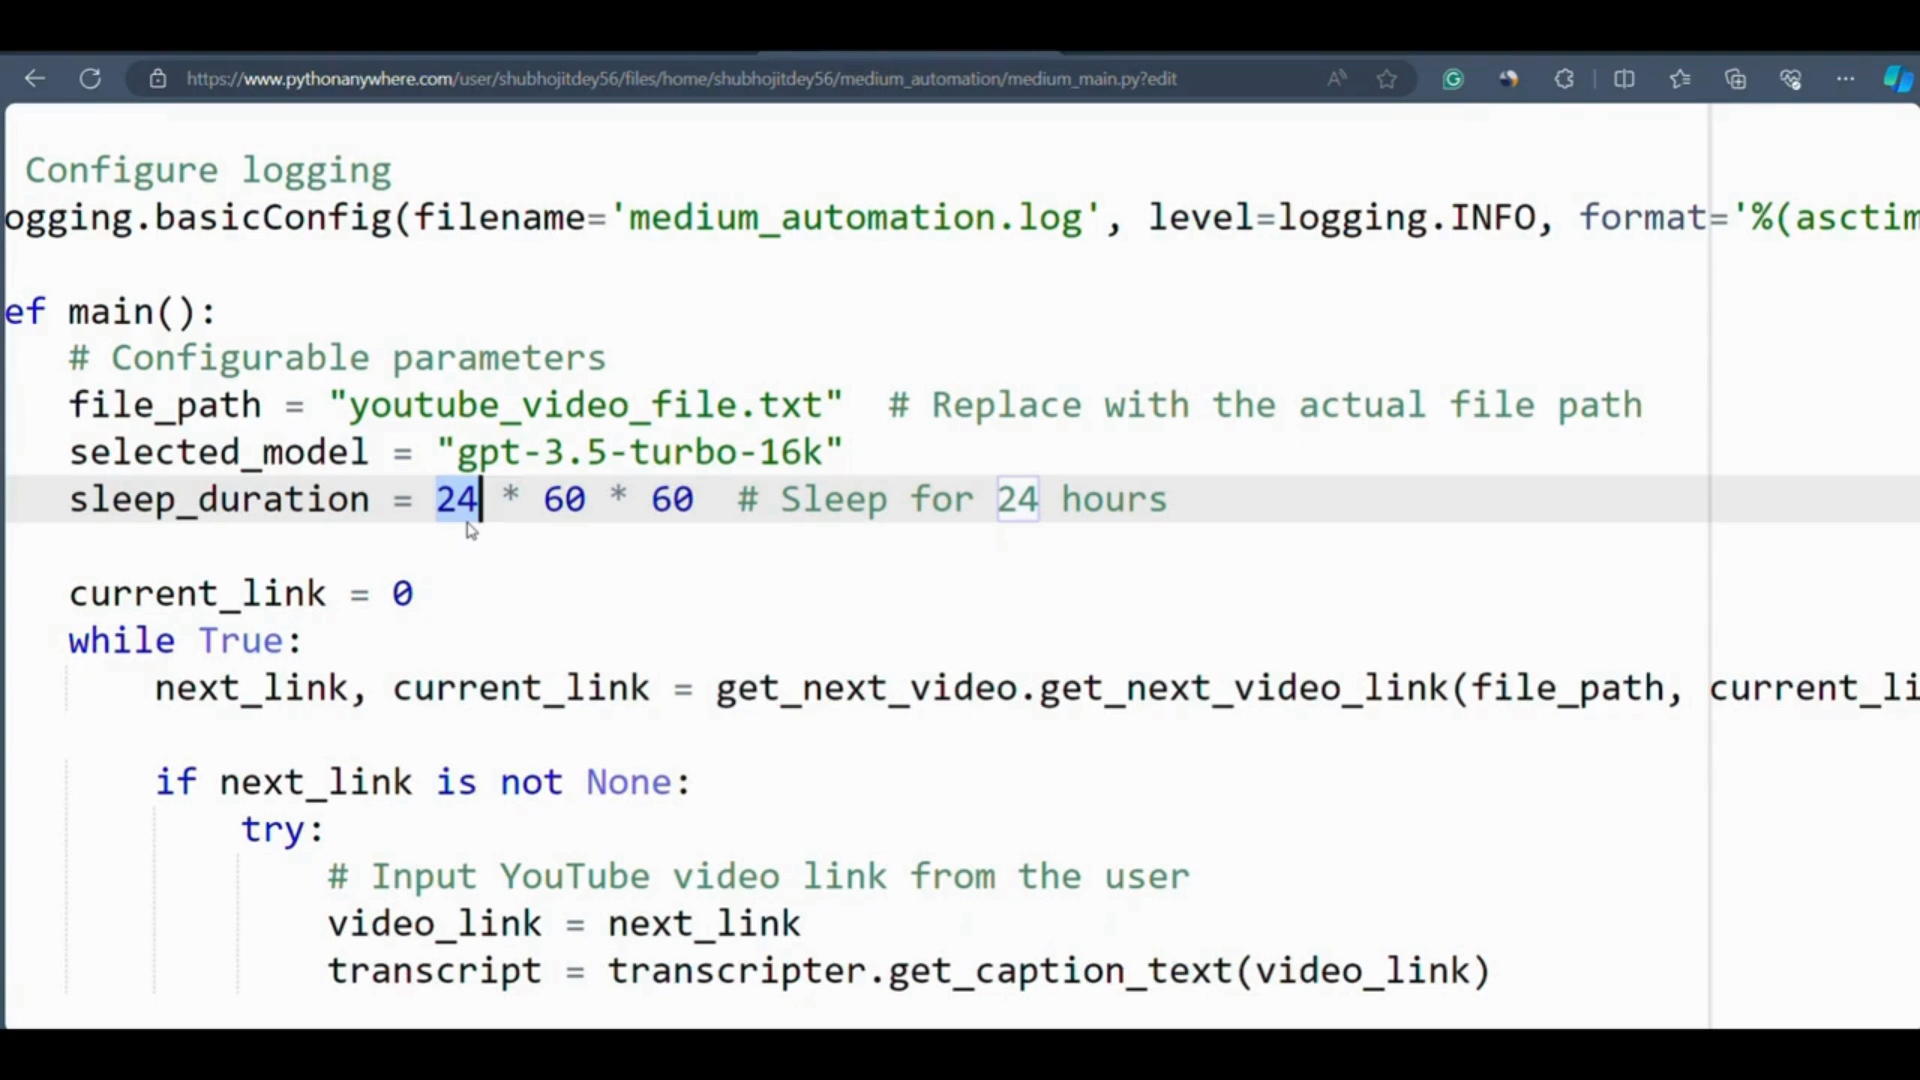 https://www.pythonanywhere.com/user/shubhojitdey56/files/home/shubhojitdey56/medium_automation/medium_main.py?edit
Configure logging
ogging.basicConfig(filename='medium_automation.log', level=logging.INFO, format='%(asctim
ef main():
# Configurable parameters
file_path = "youtube_video_file.txt"  # Replace with the actual file path
selected_model = "gpt-3.5-turbo-16k"
sleep_duration = 24 * 60 * 60  # Sleep for 24 hours
current_link = 0
while True:
next_link, current_link = get_next_video.get_next_video_link(file_path, current_li
if next_link is not None:
try:
# Input YouTube video link from the user
video_link = next_link
transcript = transcripter.get_caption_text(video_link)